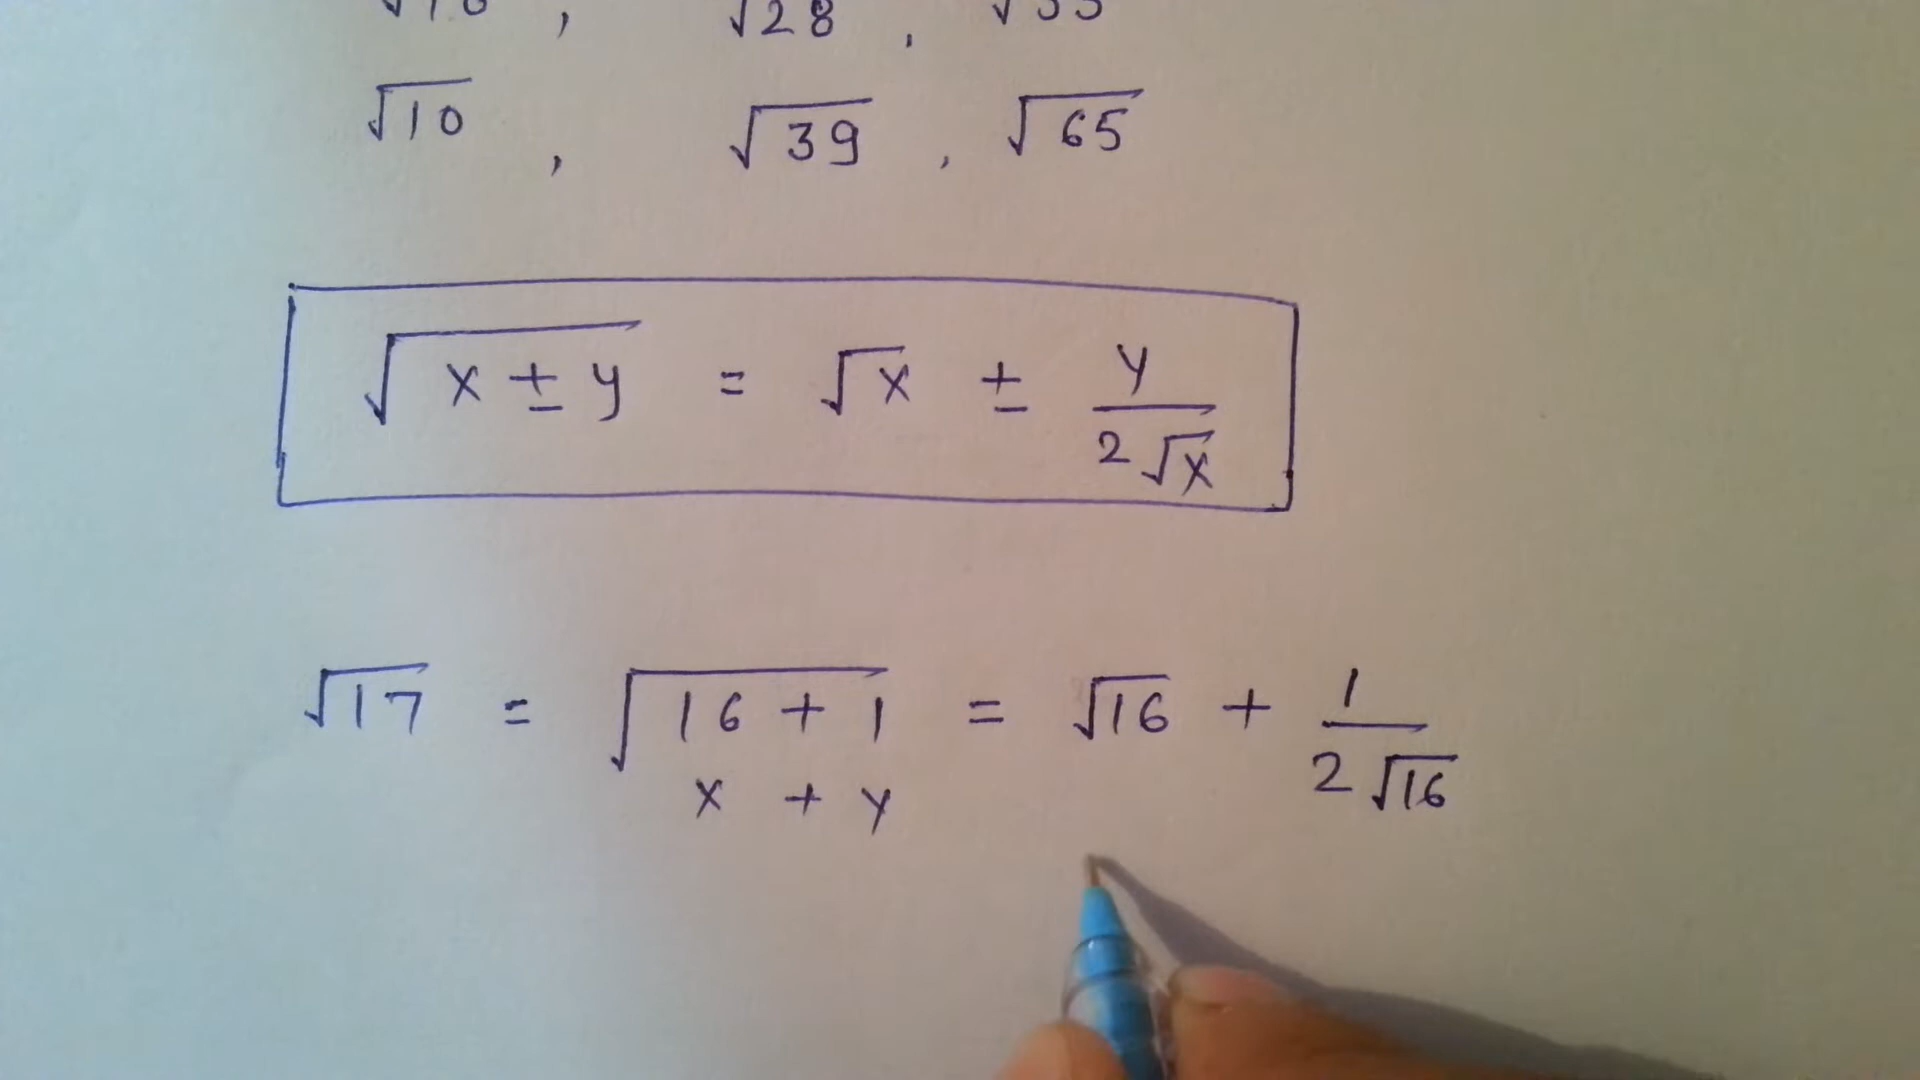 , √28 ,
√10 , √39 , √65
√x ± y = √x ± y/2√x
√17 = √16 + 1 = √16 + 1/2√16
x + y